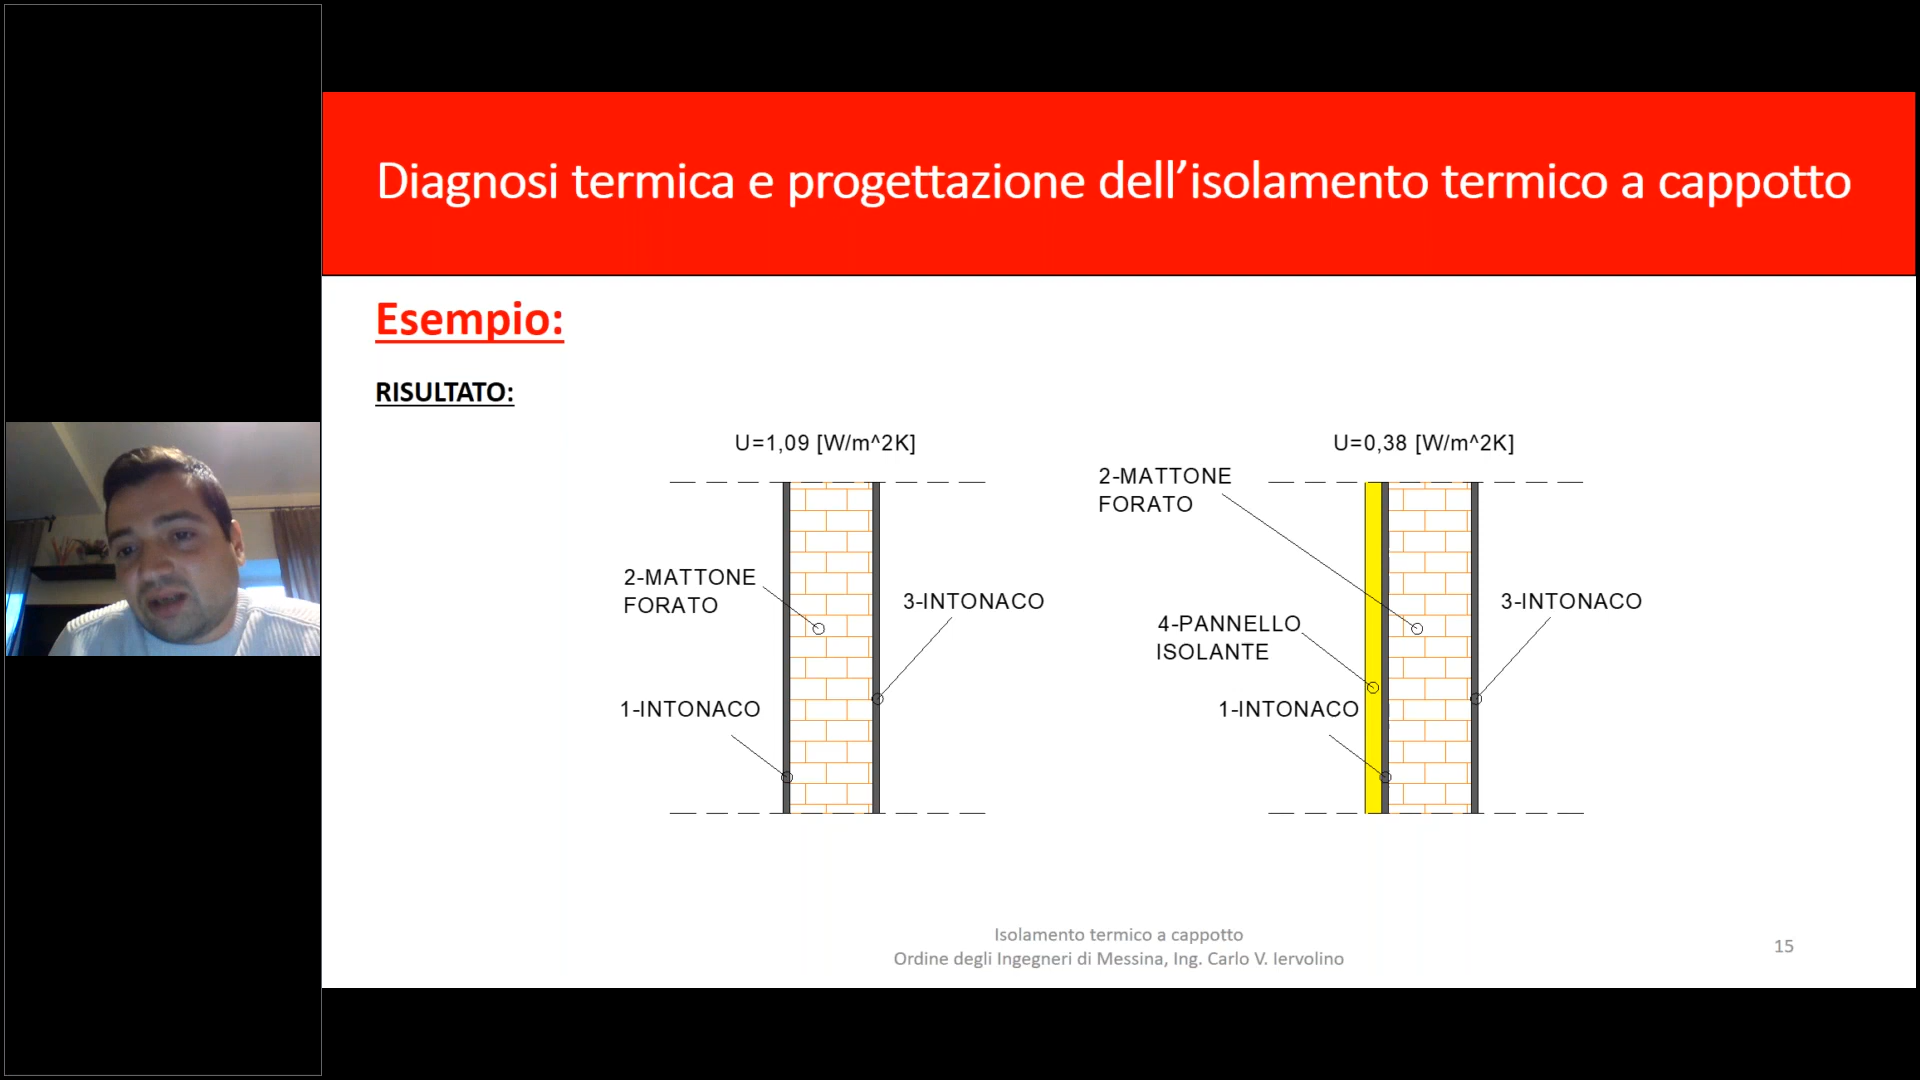 Diagnosi termica e progettazione dell’isolamento termico a cappotto
Esempio:
RISULTATO:
U=1,09 [W/m^2K]
2-MATTONE
FORATO
3-INTONACO
1-INTONACO
U=0,38 [W/m^2K]
2-MATTONE
FORATO
3-INTONACO
4-PANNELLO
ISOLANTE
1-INTONACO
Isolamento termico a cappotto
Ordine degli Ingegneri di Messina, Ing. Carlo V. Iervolino
15